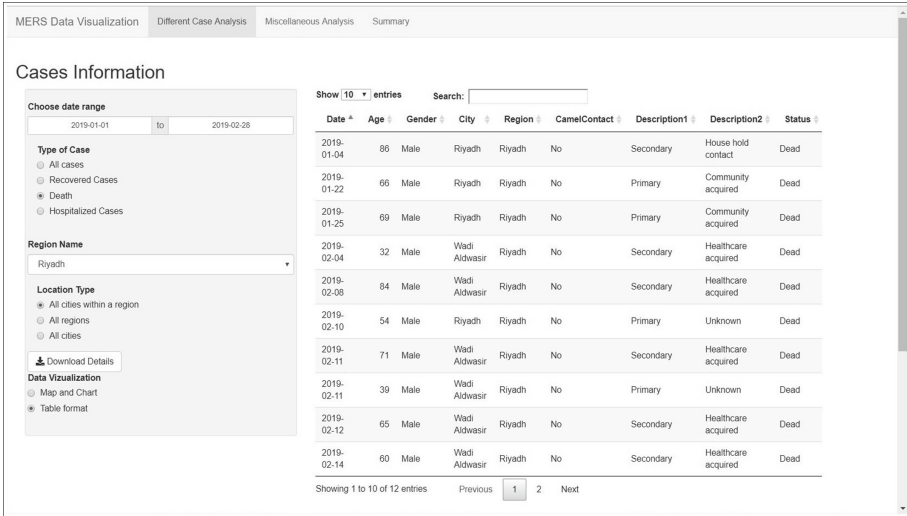 MERS Data Visualization Different Case Analysis Miscellaneous Analysis Summary
Cases Information
Choose date range
2019-01-01 to 2019-02-28
Type of Case
All cases
Recovered Cases
Death
Hospitalized Cases
Region Name
Riyadh
Location Type
All cities within a region
All regions
All cities
Download Details
Data Vizualization
Map and Chart
Table format
Show 10 entries Search:
Date Age Gender City Region CamelContact Description1 Description2 Status
2019-01-04 86 Male Riyadh Riyadh No Secondary House hold contact Dead
2019-01-22 66 Male Riyadh Riyadh No Primary Community acquired Dead
2019-01-25 69 Male Riyadh Riyadh No Primary Community acquired Dead
2019-02-04 32 Male Wadi Aldwasir Riyadh No Secondary Healthcare acquired Dead
2019-02-08 84 Male Wadi Aldwasir Riyadh No Secondary Healthcare acquired Dead
2019-02-10 54 Male Riyadh Riyadh No Primary Unknown Dead
2019-02-11 71 Male Wadi Aldwasir Riyadh No Secondary Healthcare acquired Dead
2019-02-11 39 Male Wadi Aldwasir Riyadh No Primary Unknown Dead
2019-02-12 65 Male Wadi Aldwasir Riyadh No Secondary Healthcare acquired Dead
2019-02-14 60 Male Wadi Aldwasir Riyadh No Secondary Healthcare acquired Dead
Showing 1 to 10 of 12 entries Previous 1 2 Next